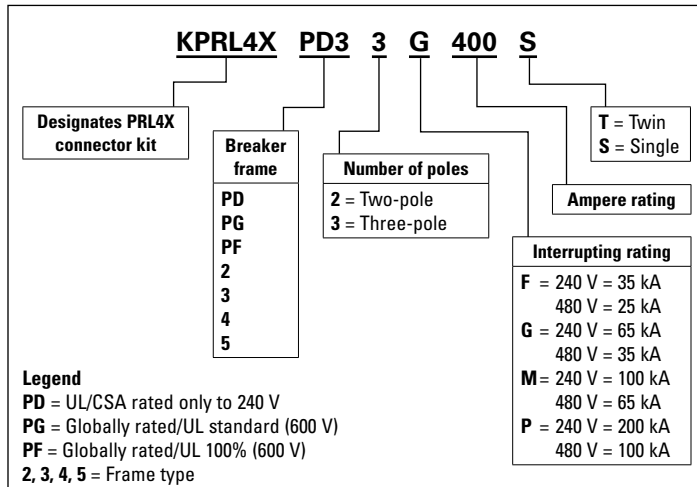 KPRL4X PD3 3 G 400 S
Designates PRL4X
connector kit
Breaker
frame
PD
PG
PF
2
3
4
5
Number of poles
2 = Two-pole
3 = Three-pole
T = Twin
S = Single
Ampere rating
Interrupting rating
F = 240 V = 35 kA
480 V = 25 kA
G = 240 V = 65 kA
480 V = 35 kA
M = 240 V = 100 kA
480 V = 65 kA
P = 240 V = 200 kA
480 V = 100 kA
Legend
PD = UL/CSA rated only to 240 V
PG = Globally rated/UL standard (600 V)
PF = Globally rated/UL 100% (600 V)
2, 3, 4, 5 = Frame type